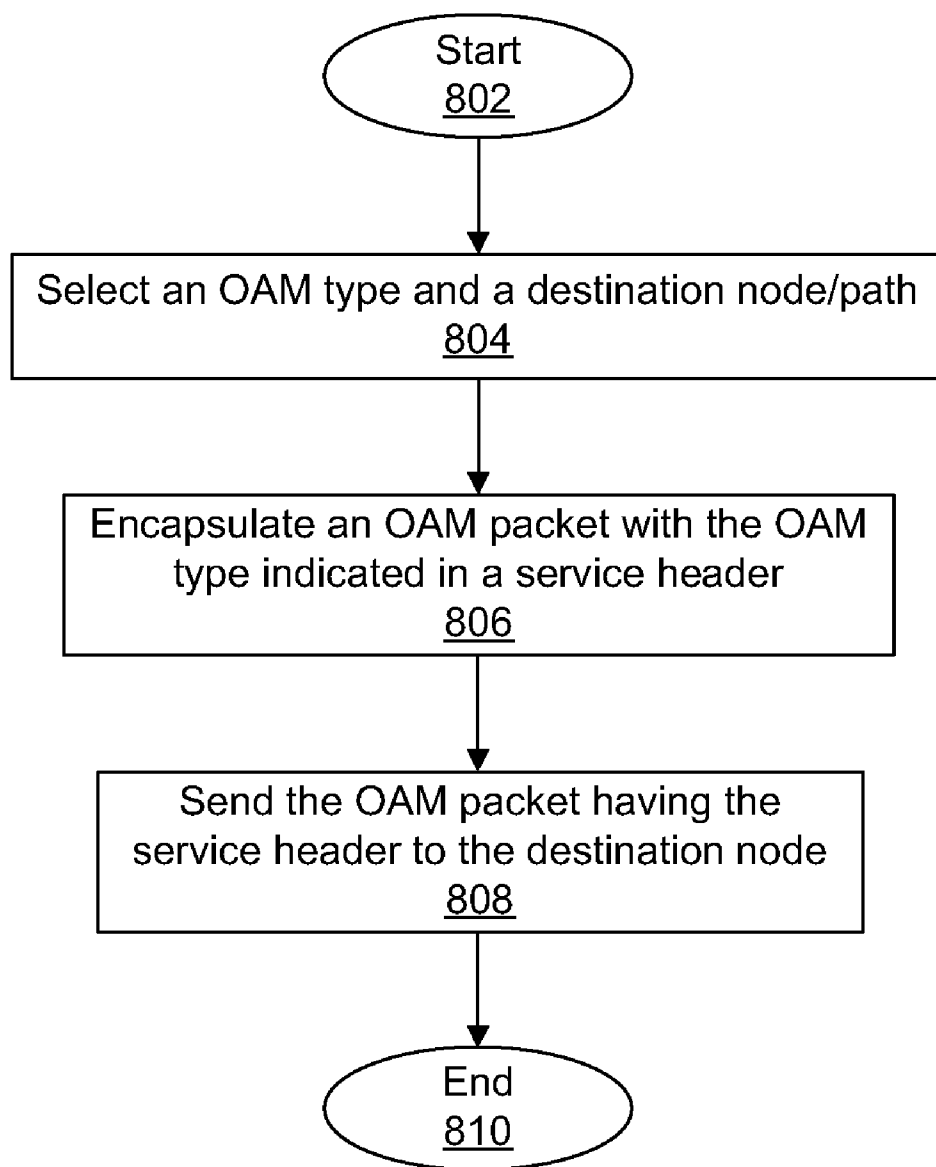 Start
802
Select an OAM type and a destination node/path
804
Encapsulate an OAM packet with the OAM
type indicated in a service header
806
Send the OAM packet having the
service header to the destination node
808
End
810